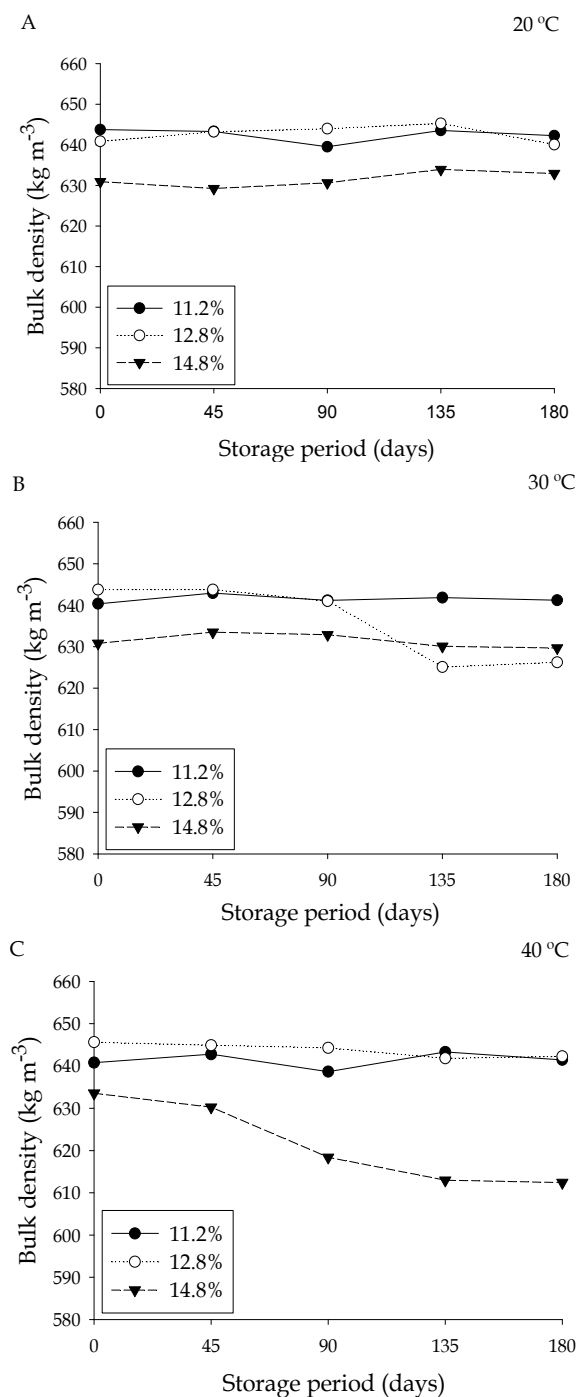 A
20 ºC
660
650
640
630
620
610
600
590
580
Bulk density (kg m-3)
11.2%
12.8%
14.8%
0 45 90 135 180
Storage period (days)
B
30 ºC
660
650
640
630
620
610
600
590
580
Bulk density (kg m-3)
11.2%
12.8%
14.8%
0 45 90 135 180
Storage period (days)
C
40 ºC
660
650
640
630
620
610
600
590
580
Bulk density (kg m-3)
11.2%
12.8%
14.8%
0 45 90 135 180
Storage period (days)